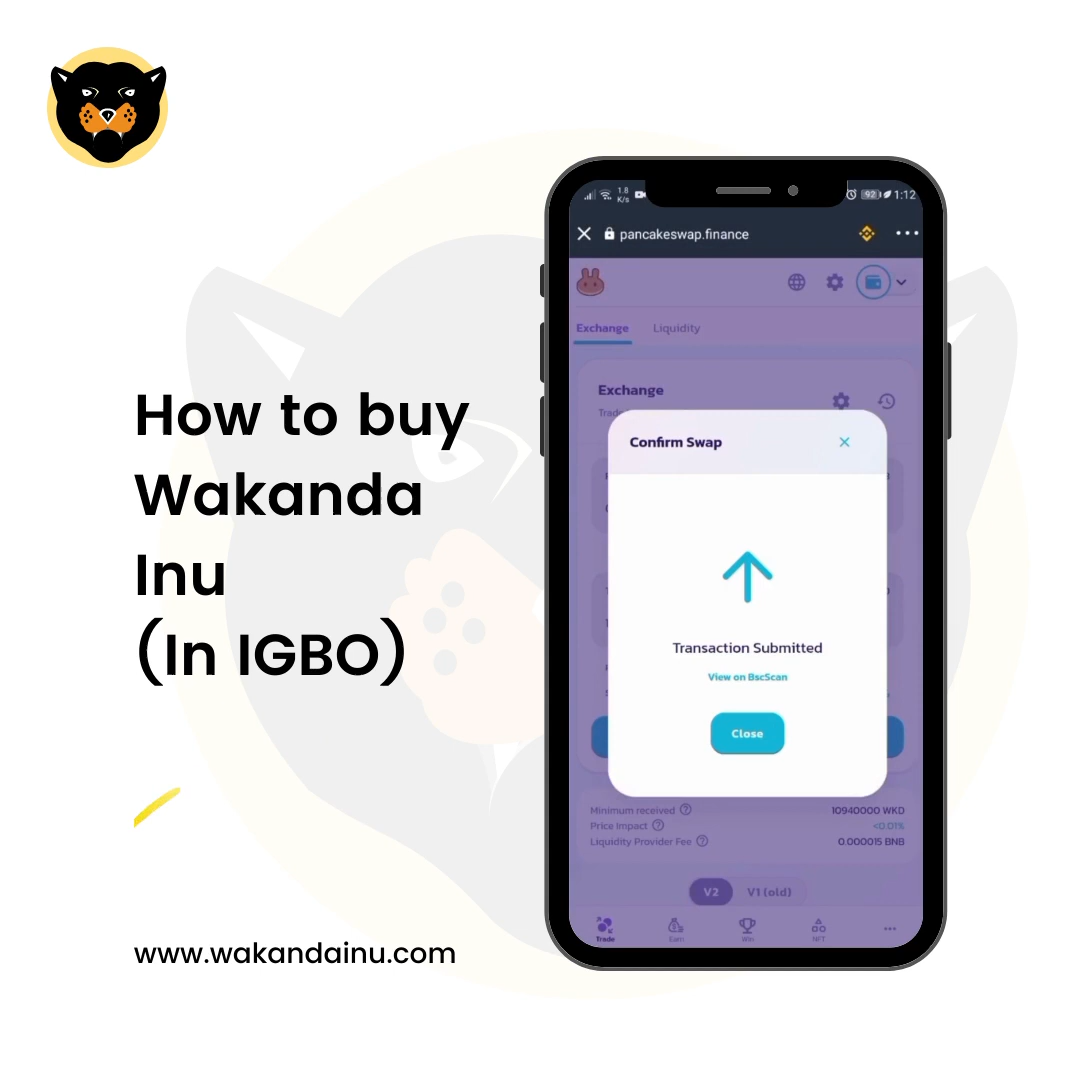 How to buy
Wakanda
Inu
(In IGBO)
www.wakandainu.com
1.8
K/s
92
1:12
pancakeswap.finance
Exchange
Liquidity
Exchange
Confirm Swap
Transaction Submitted
View on BscScan
Close
Minimum received
10940000 WKD
Price Impact
<0.01%
Liquidity Provider Fee
0.000015 BNB
V2
V1 (old)
Trade
Earn
Win
NFT